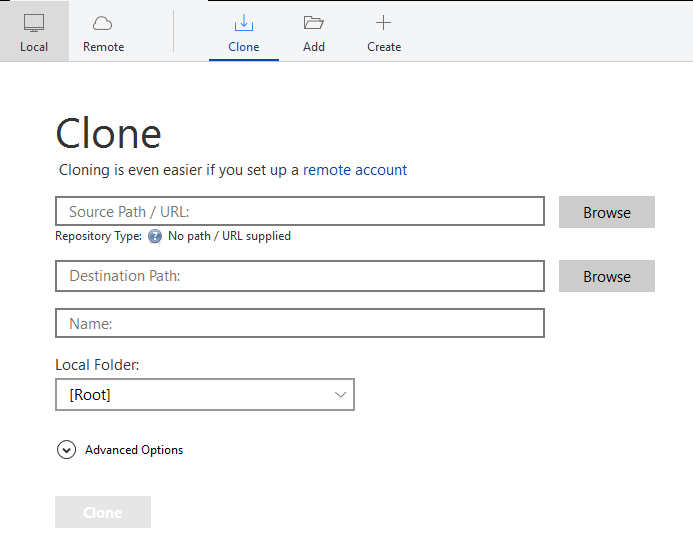 Local Remote Clone Add Create
Clone
Cloning is even easier if you set up a remote account
Source Path / URL: Browse
Repository Type: ? No path / URL supplied
Destination Path: Browse
Name:
Local Folder:
[Root]
Advanced Options
Clone